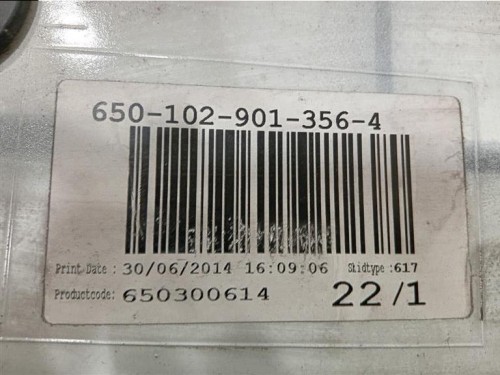 650-102-901-356-4
Print Date : 30/06/2014 16:09:06 Skidtype :617
Productcode: 650300614 22/1